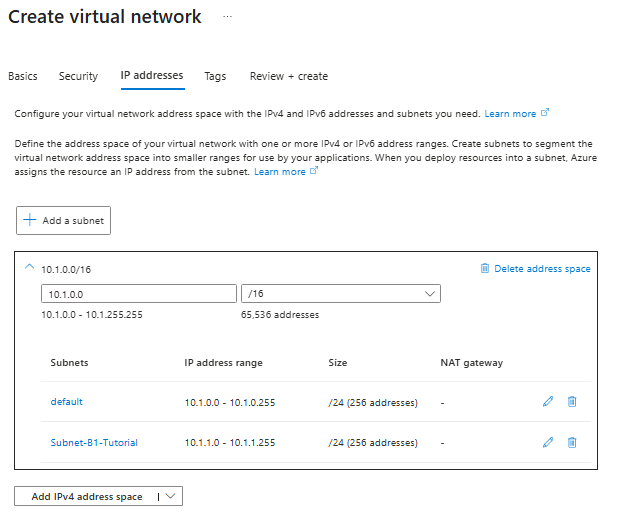 Create virtual network ...
Basics Security IP addresses Tags Review + create
Configure your virtual network address space with the IPv4 and IPv6 addresses and subnets you need. Learn more
Define the address space of your virtual network with one or more IPv4 or IPv6 address ranges. Create subnets to segment the
virtual network address space into smaller ranges for use by your applications. When you deploy resources into a subnet, Azure
assigns the resource an IP address from the subnet. Learn more
+ Add a subnet
10.1.0.0/16 Delete address space
10.1.0.0 /16
10.1.0.0 - 10.1.255.255 65,536 addresses
Subnets IP address range Size NAT gateway
default 10.1.0.0 - 10.1.0.255 /24 (256 addresses) -
Subnet-B1-Tutorial 10.1.1.0 - 10.1.1.255 /24 (256 addresses) -
Add IPv4 address space |